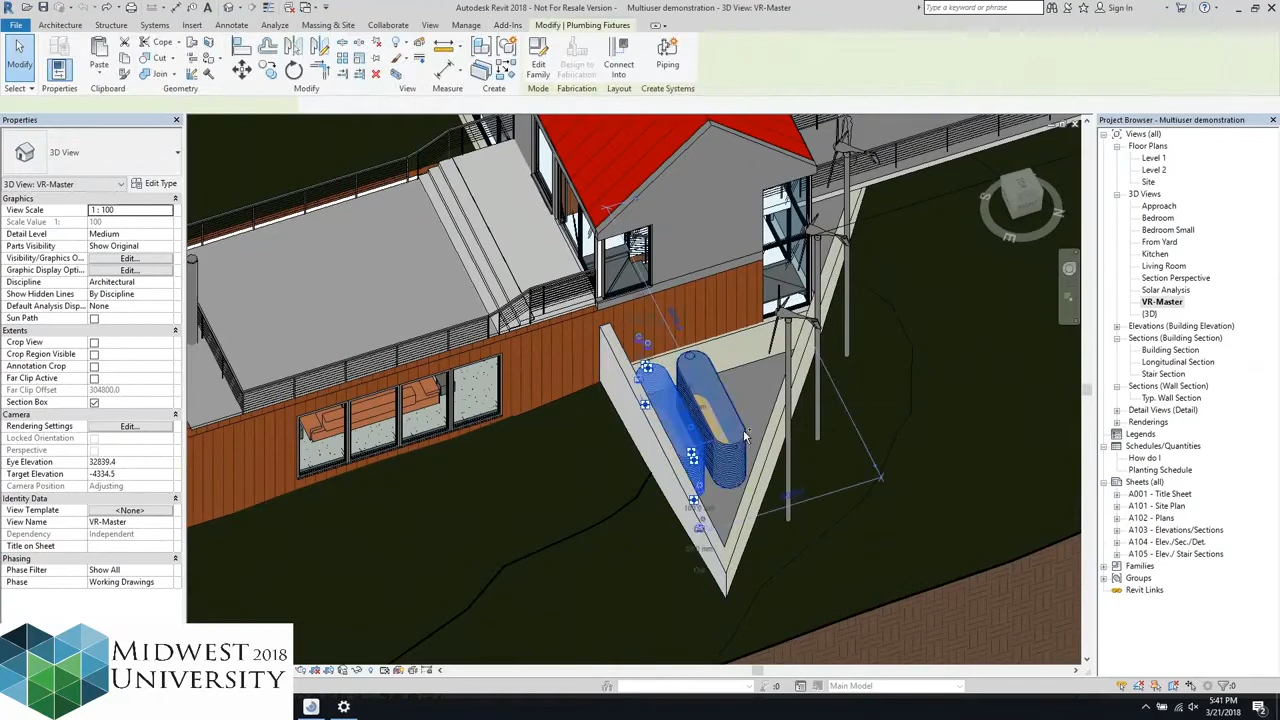 Autodesk Revit 2018 - Not For Resale Version - Multiuser demonstration - 3D View: VR-Master
Type a keyword or phrase
Sign In
File Architecture Structure Systems Insert Annotate Analyze Massing & Site Collaborate View Manage Add-Ins Modify | Plumbing Fixtures
Modify
Paste
Cope
Cut
Join
Edit Family
Design to Fabrication
Connect Into
Piping
Select Properties Clipboard Geometry Modify View Measure Create Mode Fabrication Layout Create Systems
Properties
3D View
3D View: VR-Master Edit Type
Graphics
View Scale 1 : 100
Scale Value 1: 100
Detail Level Medium
Parts Visibility Show Original
Visibility/Graphics O... Edit...
Graphic Display Opti... Edit...
Discipline Architectural
Show Hidden Lines By Discipline
Default Analysis Disp... None
Sun Path
Extents
Crop View
Crop Region Visible
Annotation Crop
Far Clip Active
Far Clip Offset 304800.0
Section Box
Camera
Rendering Settings Edit...
Locked Orientation
Perspective
Eye Elevation 32839.4
Target Elevation -4334.5
Camera Position Adjusting
Identity Data
View Template <None>
View Name VR-Master
Dependency Independent
Title on Sheet
Phasing
Phase Filter Show All
Phase Working Drawings
Project Browser - Multiuser demonstration
Views (all)
Floor Plans
Level 1
Level 2
Site
3D Views
Approach
Bedroom
Bedroom Small
From Yard
Kitchen
Living Room
Section Perspective
Solar Analysis
VR-Master
{3D}
Elevations (Building Elevation)
Sections (Building Section)
Building Section
Longitudinal Section
Stair Section
Sections (Wall Section)
Typ. Wall Section
Detail Views (Detail)
Renderings
Legends
Schedules/Quantities
How do I
Planting Schedule
Sheets (all)
A001 - Title Sheet
A101 - Site Plan
A102 - Plans
A103 - Elevations/Sections
A104 - Elev./Sec./Det.
A105 - Elev./ Stair Sections
Families
Groups
Revit Links
MIDWEST 2018
UNIVERSITY
:0 Main Model :0
5:41 PM
3/21/2018